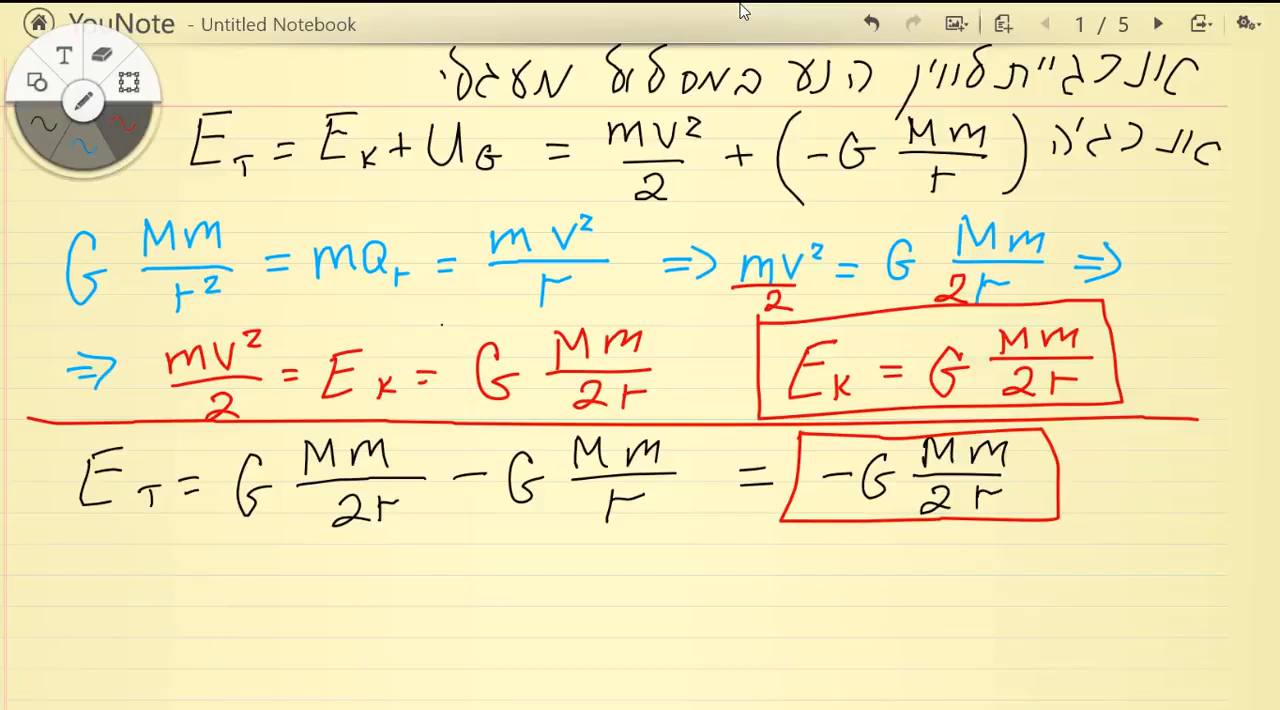 YouNote - Untitled Notebook 1 / 5
T
אנרגיית לוויין הנע במסלול מעגלי
E_T = E_K + U_G = mv²/2 + (-G Mm/r) אנרגיה
G Mm/r² = ma_r = mv²/r ⇒ mv²/2 = G Mm/2r ⇒
⇒ mv²/2 = E_K = G Mm/2r E_K = G Mm/2r
E_T = G Mm/2r - G Mm/r = -G Mm/2r